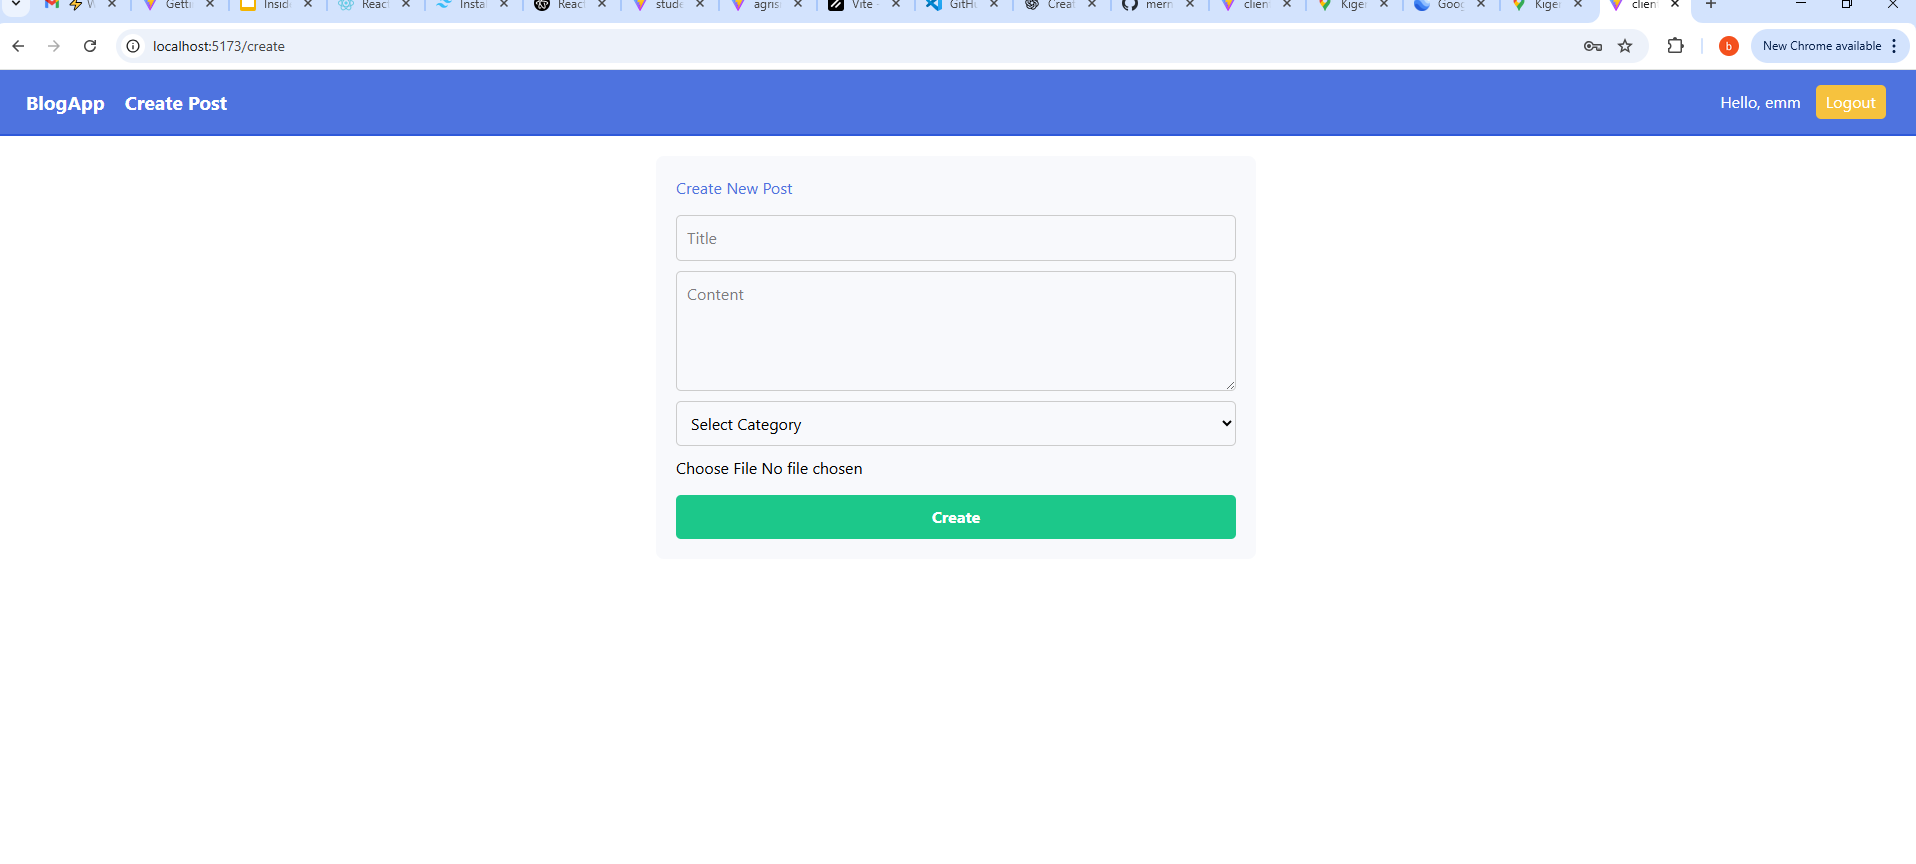 W Getti Insid React Insta React stude agris Vite - GitHu Creat mern client Kiger Goog Kiger client
localhost:5173/create
b
New Chrome available
BlogApp Create Post
Hello, emm Logout
Create New Post
Title
Content
Select Category
Choose File No file chosen
Create